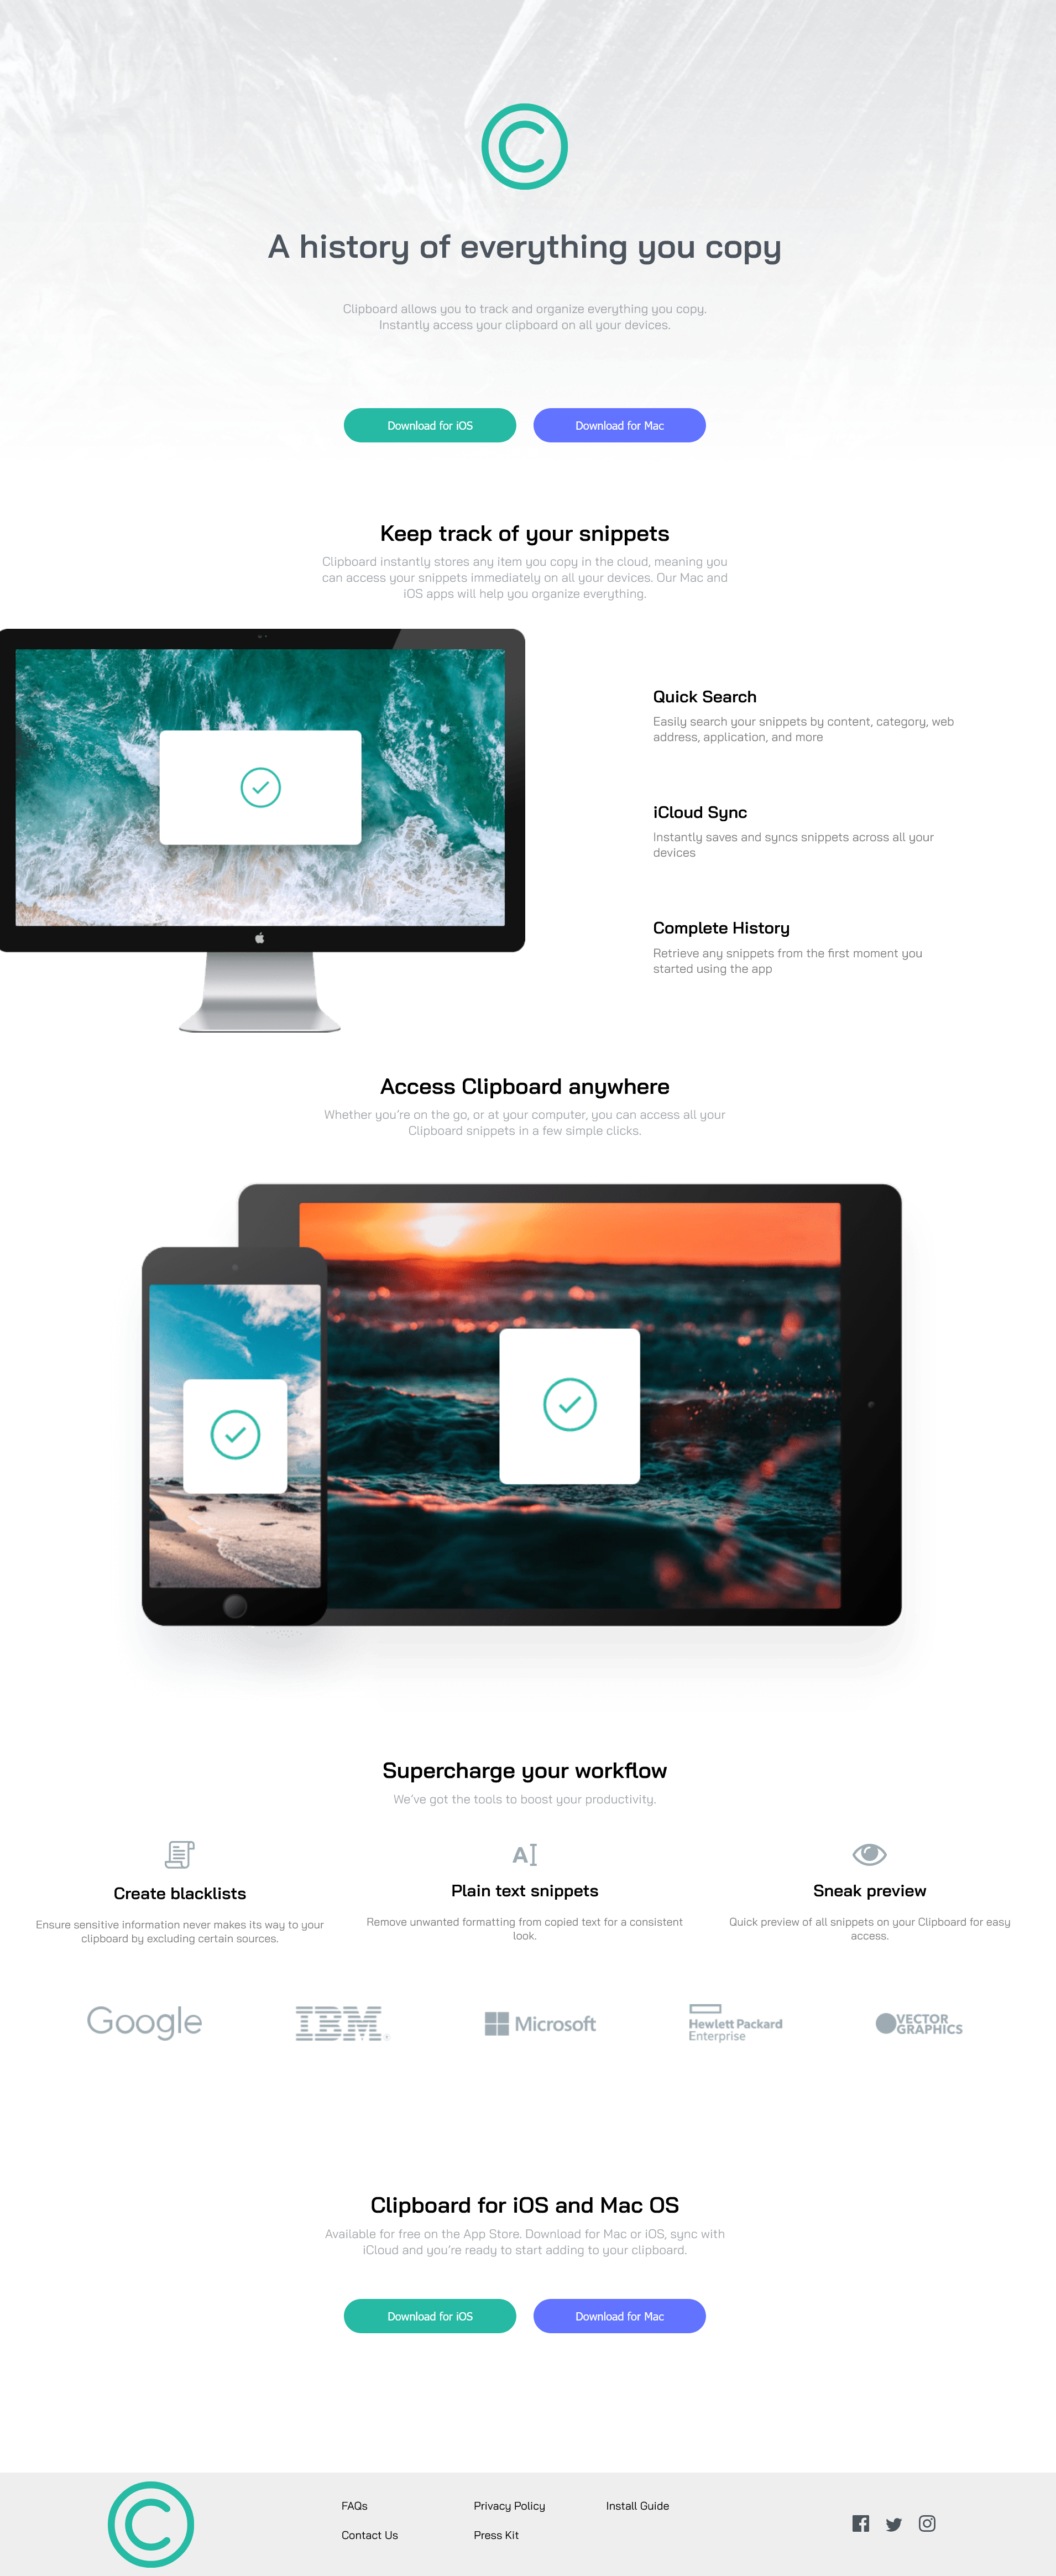 A history of everything you copy
Clipboard allows you to track and organize everything you copy.
Instantly access your clipboard on all your devices.
Download for iOS
Download for Mac
Keep track of your snippets
Clipboard instantly stores any item you copy in the cloud, meaning you
can access your snippets immediately on all your devices. Our Mac and
iOS apps will help you organize everything.
Quick Search
Easily search your snippets by content, category, web
address, application, and more
iCloud Sync
Instantly saves and syncs snippets across all your
devices
Complete History
Retrieve any snippets from the first moment you
started using the app
Access Clipboard anywhere
Whether you’re on the go, or at your computer, you can access all your
Clipboard snippets in a few simple clicks.
Supercharge your workflow
We’ve got the tools to boost your productivity.
Create blacklists
Ensure sensitive information never makes its way to your
clipboard by excluding certain sources.
Plain text snippets
Remove unwanted formatting from copied text for a consistent
look.
Sneak preview
Quick preview of all snippets on your Clipboard for easy
access.
Google
IBM
Microsoft
Hewlett Packard
Enterprise
VECTOR
GRAPHICS
Clipboard for iOS and Mac OS
Available for free on the App Store. Download for Mac or iOS, sync with
iCloud and you’re ready to start adding to your clipboard.
Download for iOS
Download for Mac
FAQs
Contact Us
Privacy Policy
Press Kit
Install Guide